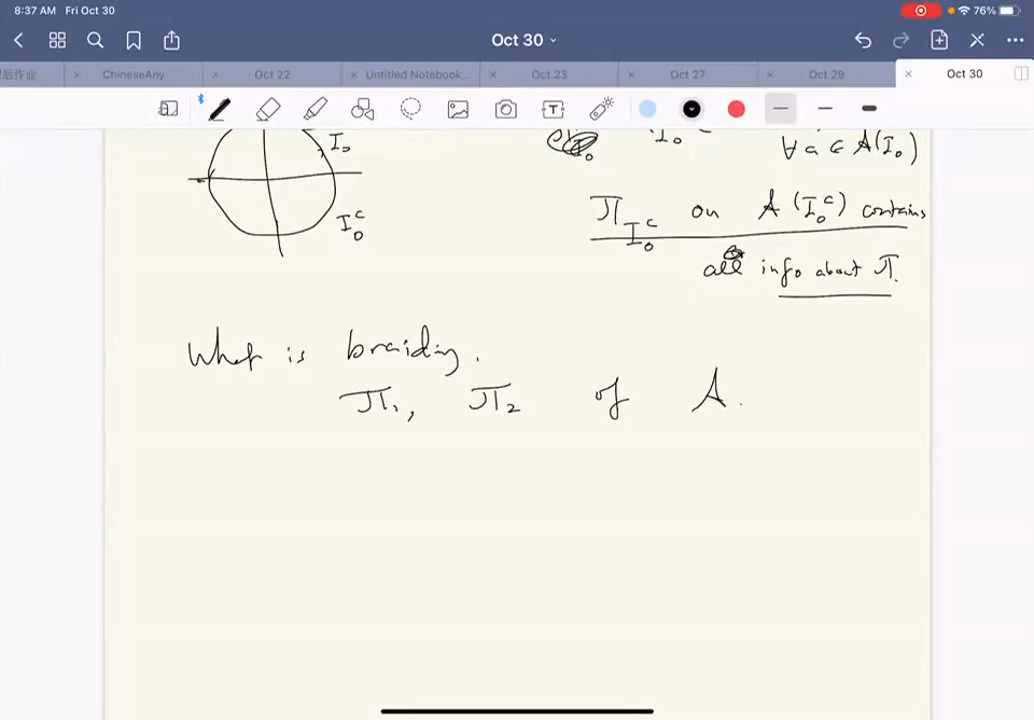 8:37 AM Fri Oct 30
76%
Oct 30
ChineseAny
Oct 22
Untitled Notebook...
Oct 23
Oct 27
Oct 29
Oct 30
I₀
I₀
∀ a ∈ A(I₀)
I₀ᶜ
π_{I₀ᶜ} on A(I₀ᶜ) contains
all info about π.
What is braiding.
π₁, π₂ of A.